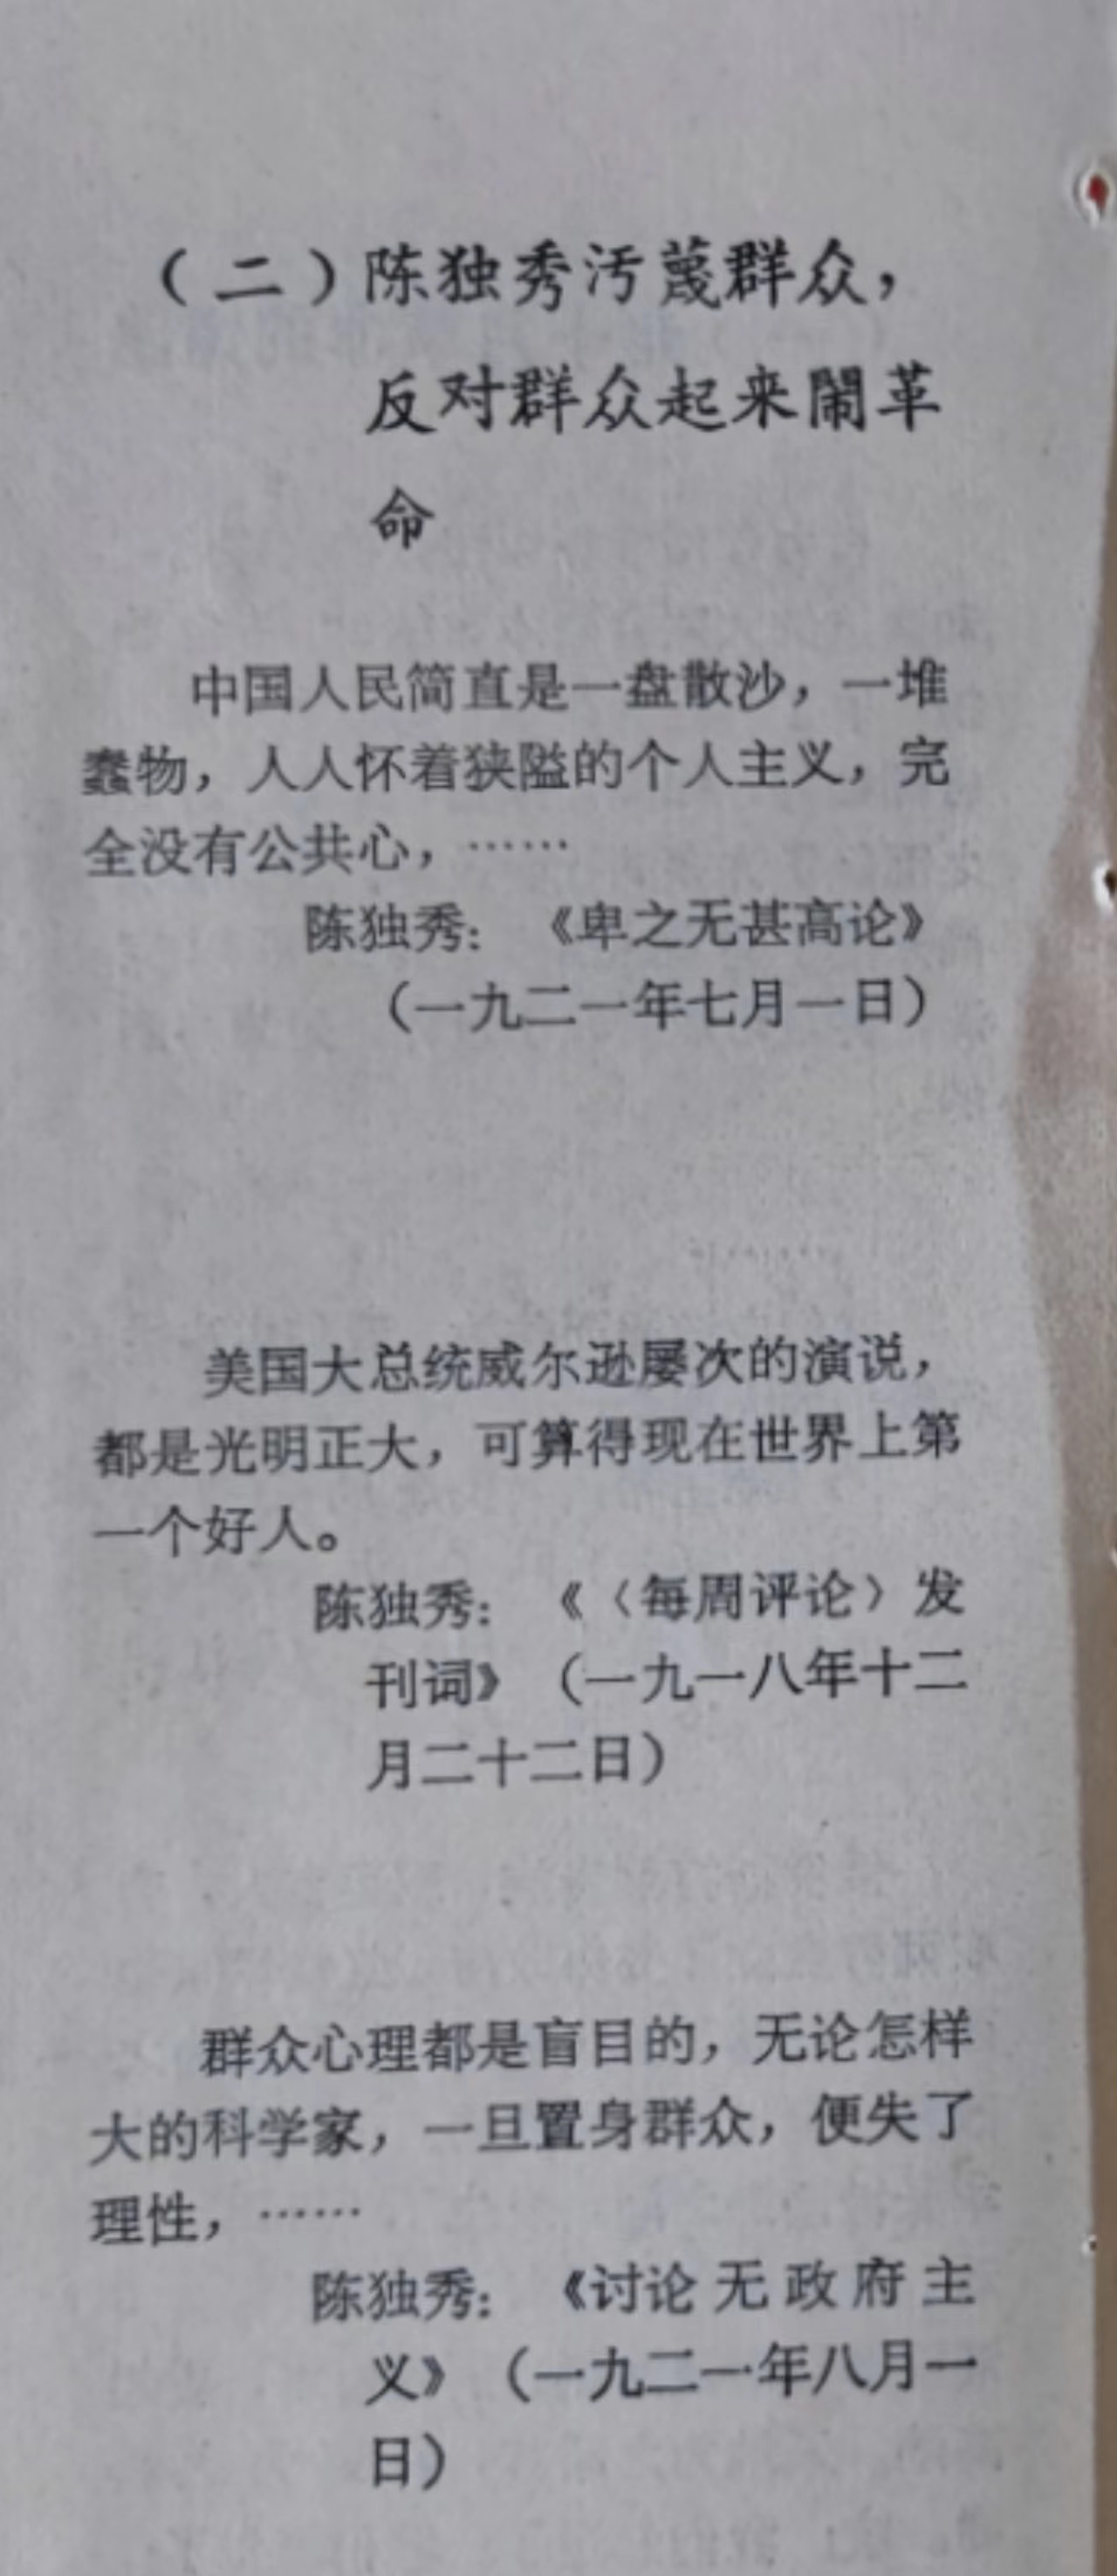 （二）陈独秀污蔑群众，
反对群众起来鬧革
命
中国人民简直是一盘散沙，一堆
蠢物，人人怀着狭隘的个人主义，完
全没有公共心，……
陈独秀：《卑之无甚高论》
（一九二一年七月一日）
美国大总统威尔逊屡次的演说，
都是光明正大，可算得现在世界上第
一个好人。
陈独秀：《〈每周评论〉发
刊词》（一九一八年十二
月二十二日）
群众心理都是盲目的，无论怎样
大的科学家，一旦置身群众，便失了
理性，……
陈独秀：《讨论无政府主
义》（一九二一年八月一
日）